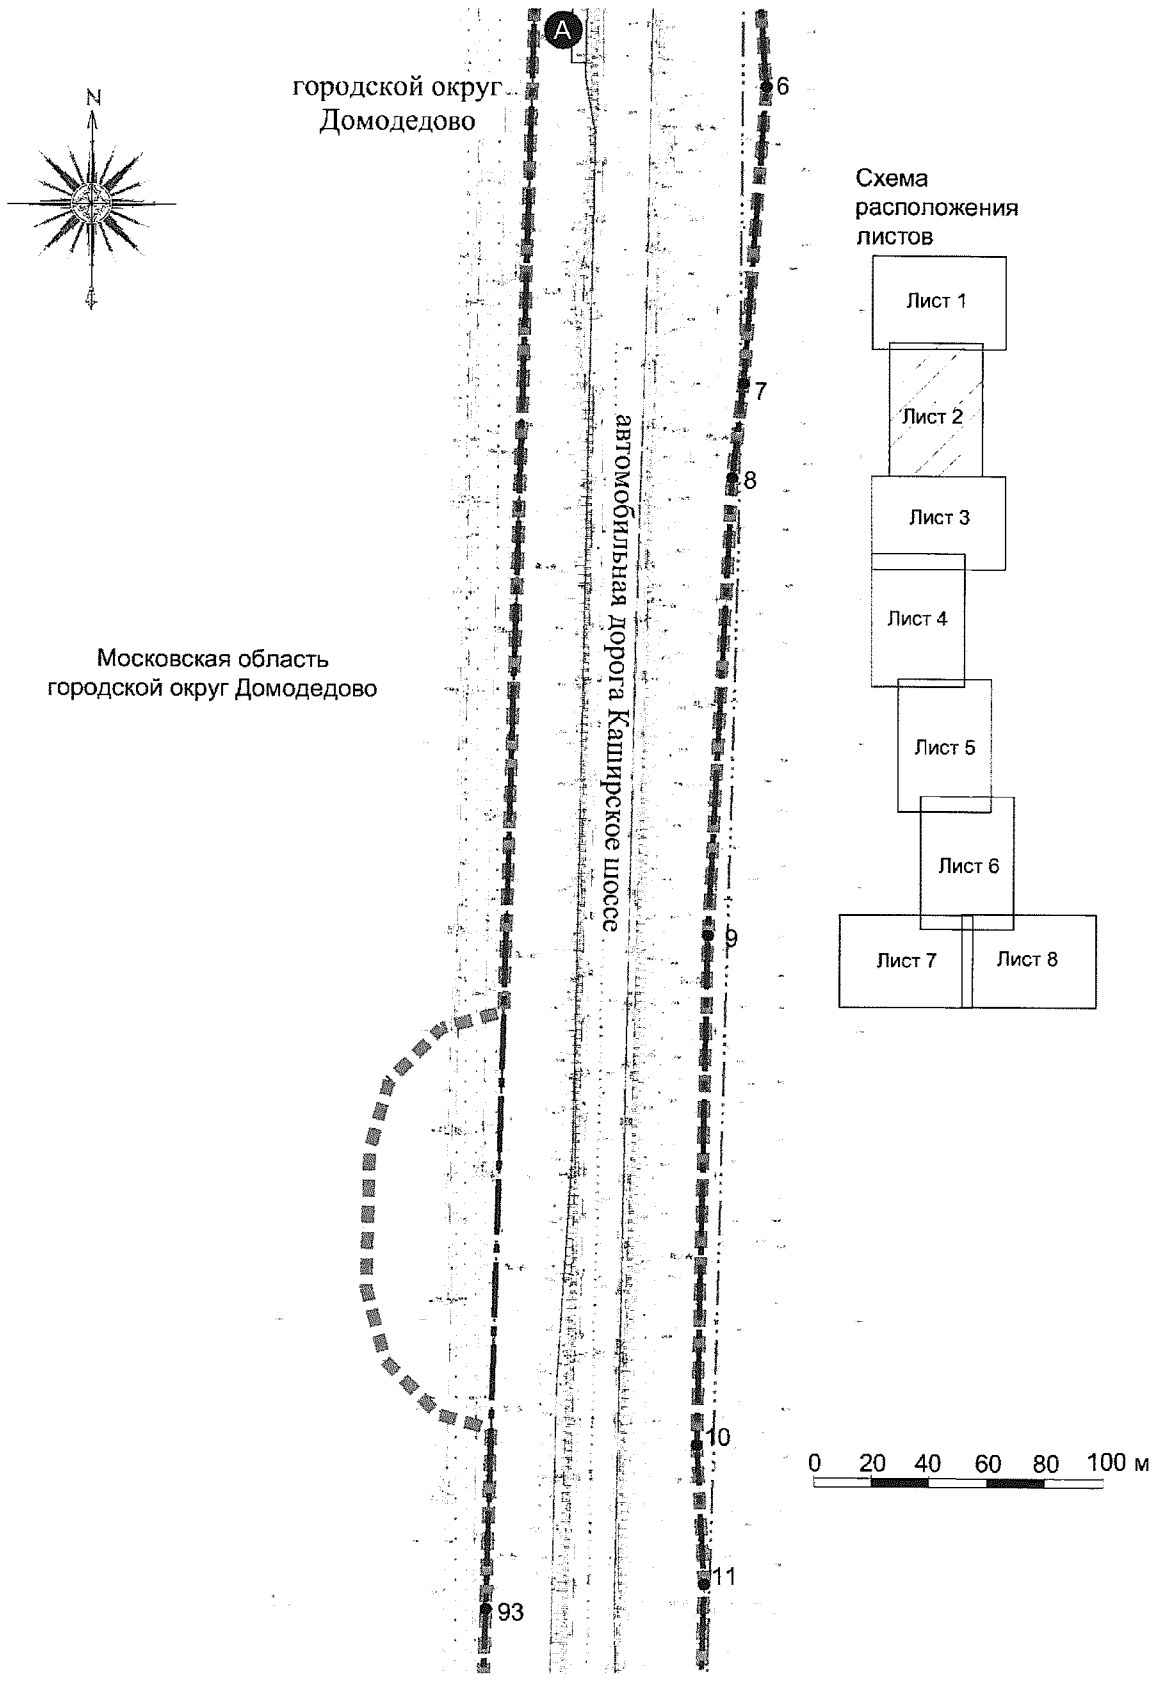 А
городской округ
Домодедово
N
6
Схема
расположения
листов
Лист 1
7
Лист 2
автомобильная дорога Каширское шоссе
8
Лист 3
Лист 4
Московская область
городской округ Домодедово
Лист 5
Лист 6
9
Лист 7
Лист 8
10
0 20 40 60 80 100 м
11
93